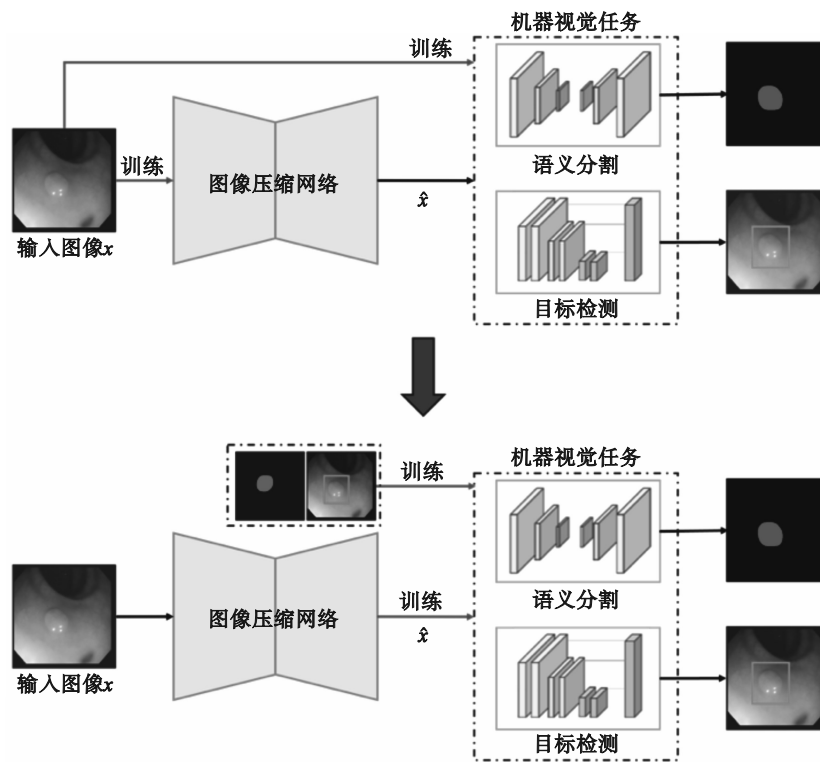 机器视觉任务
训练
训练
图像压缩网络
x̂
输入图像x
语义分割
目标检测
机器视觉任务
训练
训练
图像压缩网络
x̂
输入图像x
语义分割
目标检测